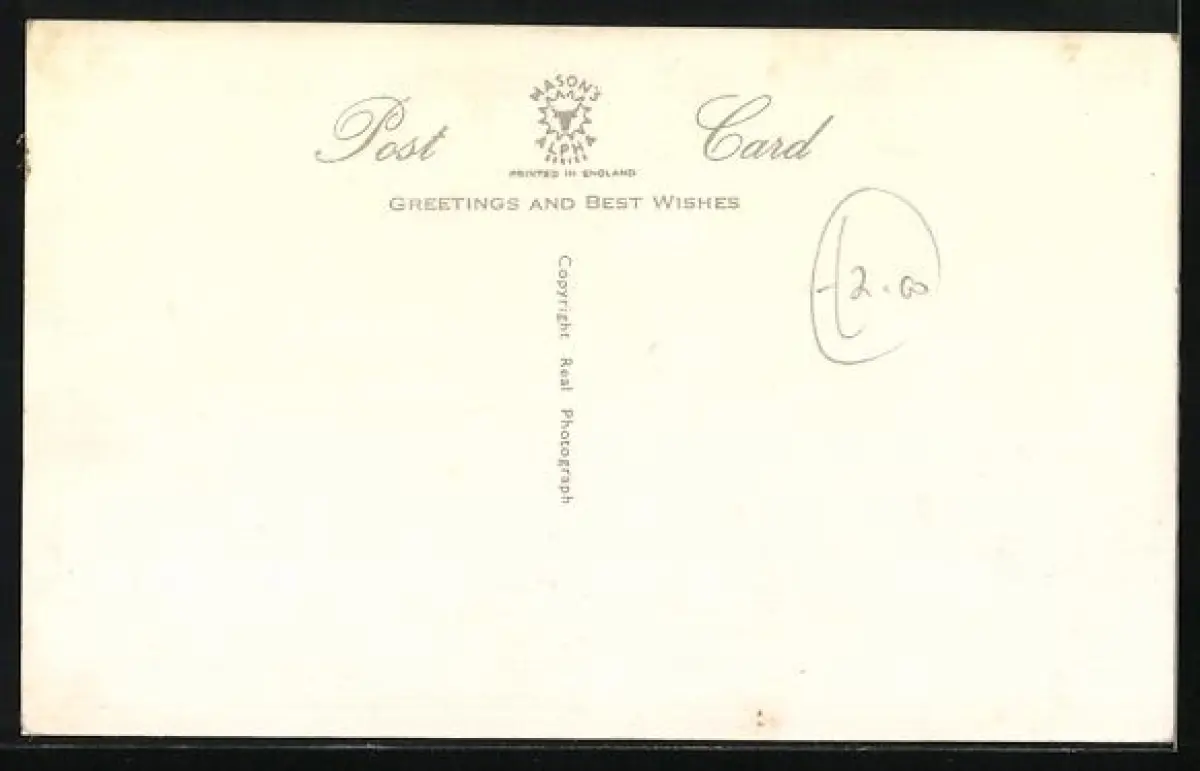 Post Card
MASON'S
ALPHA
SERIES
PRINTED IN ENGLAND
GREETINGS AND BEST WISHES
2.00
Copyright Real Photograph